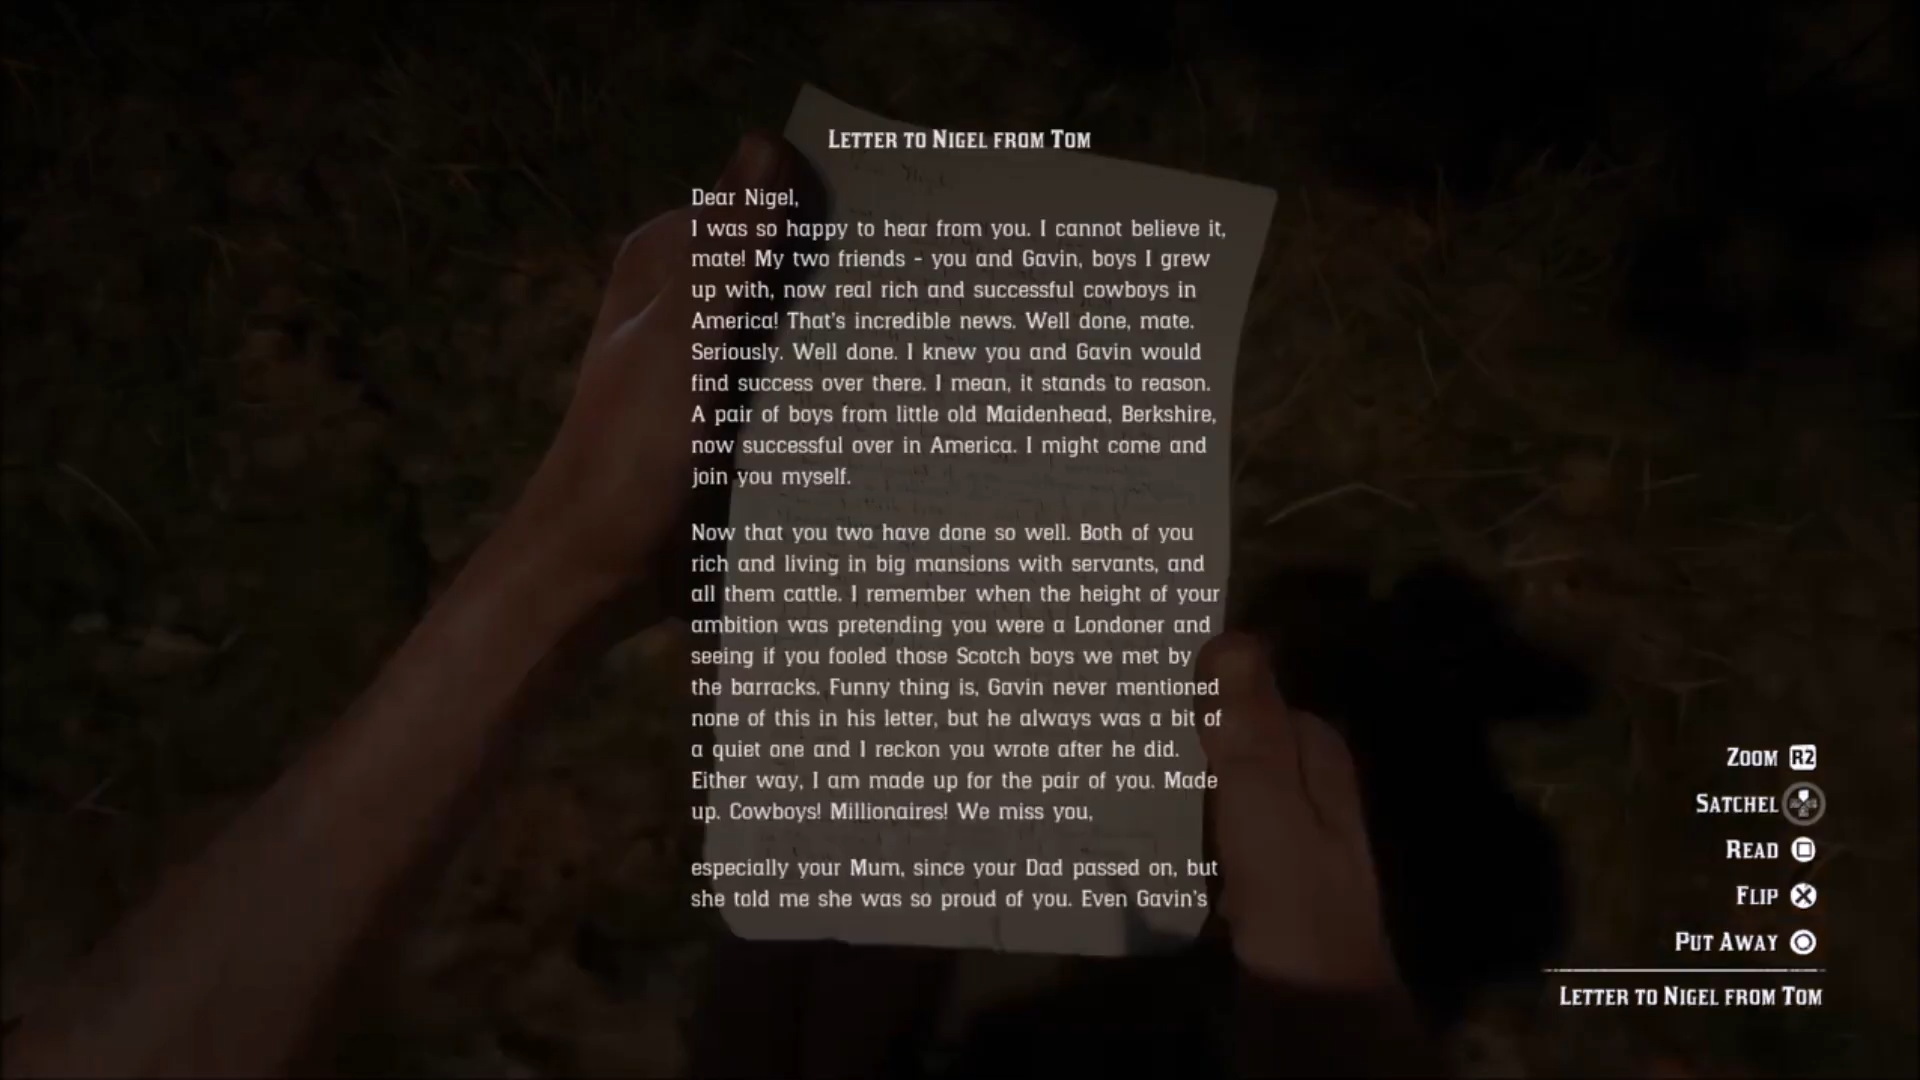 LETTER TO NIGEL FROM TOM
Dear Nigel,
I was so happy to hear from you. I cannot believe it,
mate! My two friends - you and Gavin, boys I grew
up with, now real rich and successful cowboys in
America! That's incredible news. Well done, mate.
Seriously. Well done. I knew you and Gavin would
find success over there. I mean, it stands to reason.
A pair of boys from little old Maidenhead, Berkshire,
now successful over in America. I might come and
join you myself.
Now that you two have done so well. Both of you
rich and living in big mansions with servants, and
all them cattle. I remember when the height of your
ambition was pretending you were a Londoner and
seeing if you fooled those Scotch boys we met by
the barracks. Funny thing is, Gavin never mentioned
none of this in his letter, but he always was a bit of
a quiet one and I reckon you wrote after he did.
Either way, I am made up for the pair of you. Made
up. Cowboys! Millionaires! We miss you,
especially your Mum, since your Dad passed on, but
she told me she was so proud of you. Even Gavin's
ZOOM R2
SATCHEL
READ
FLIP
PUT AWAY
LETTER TO NIGEL FROM TOM